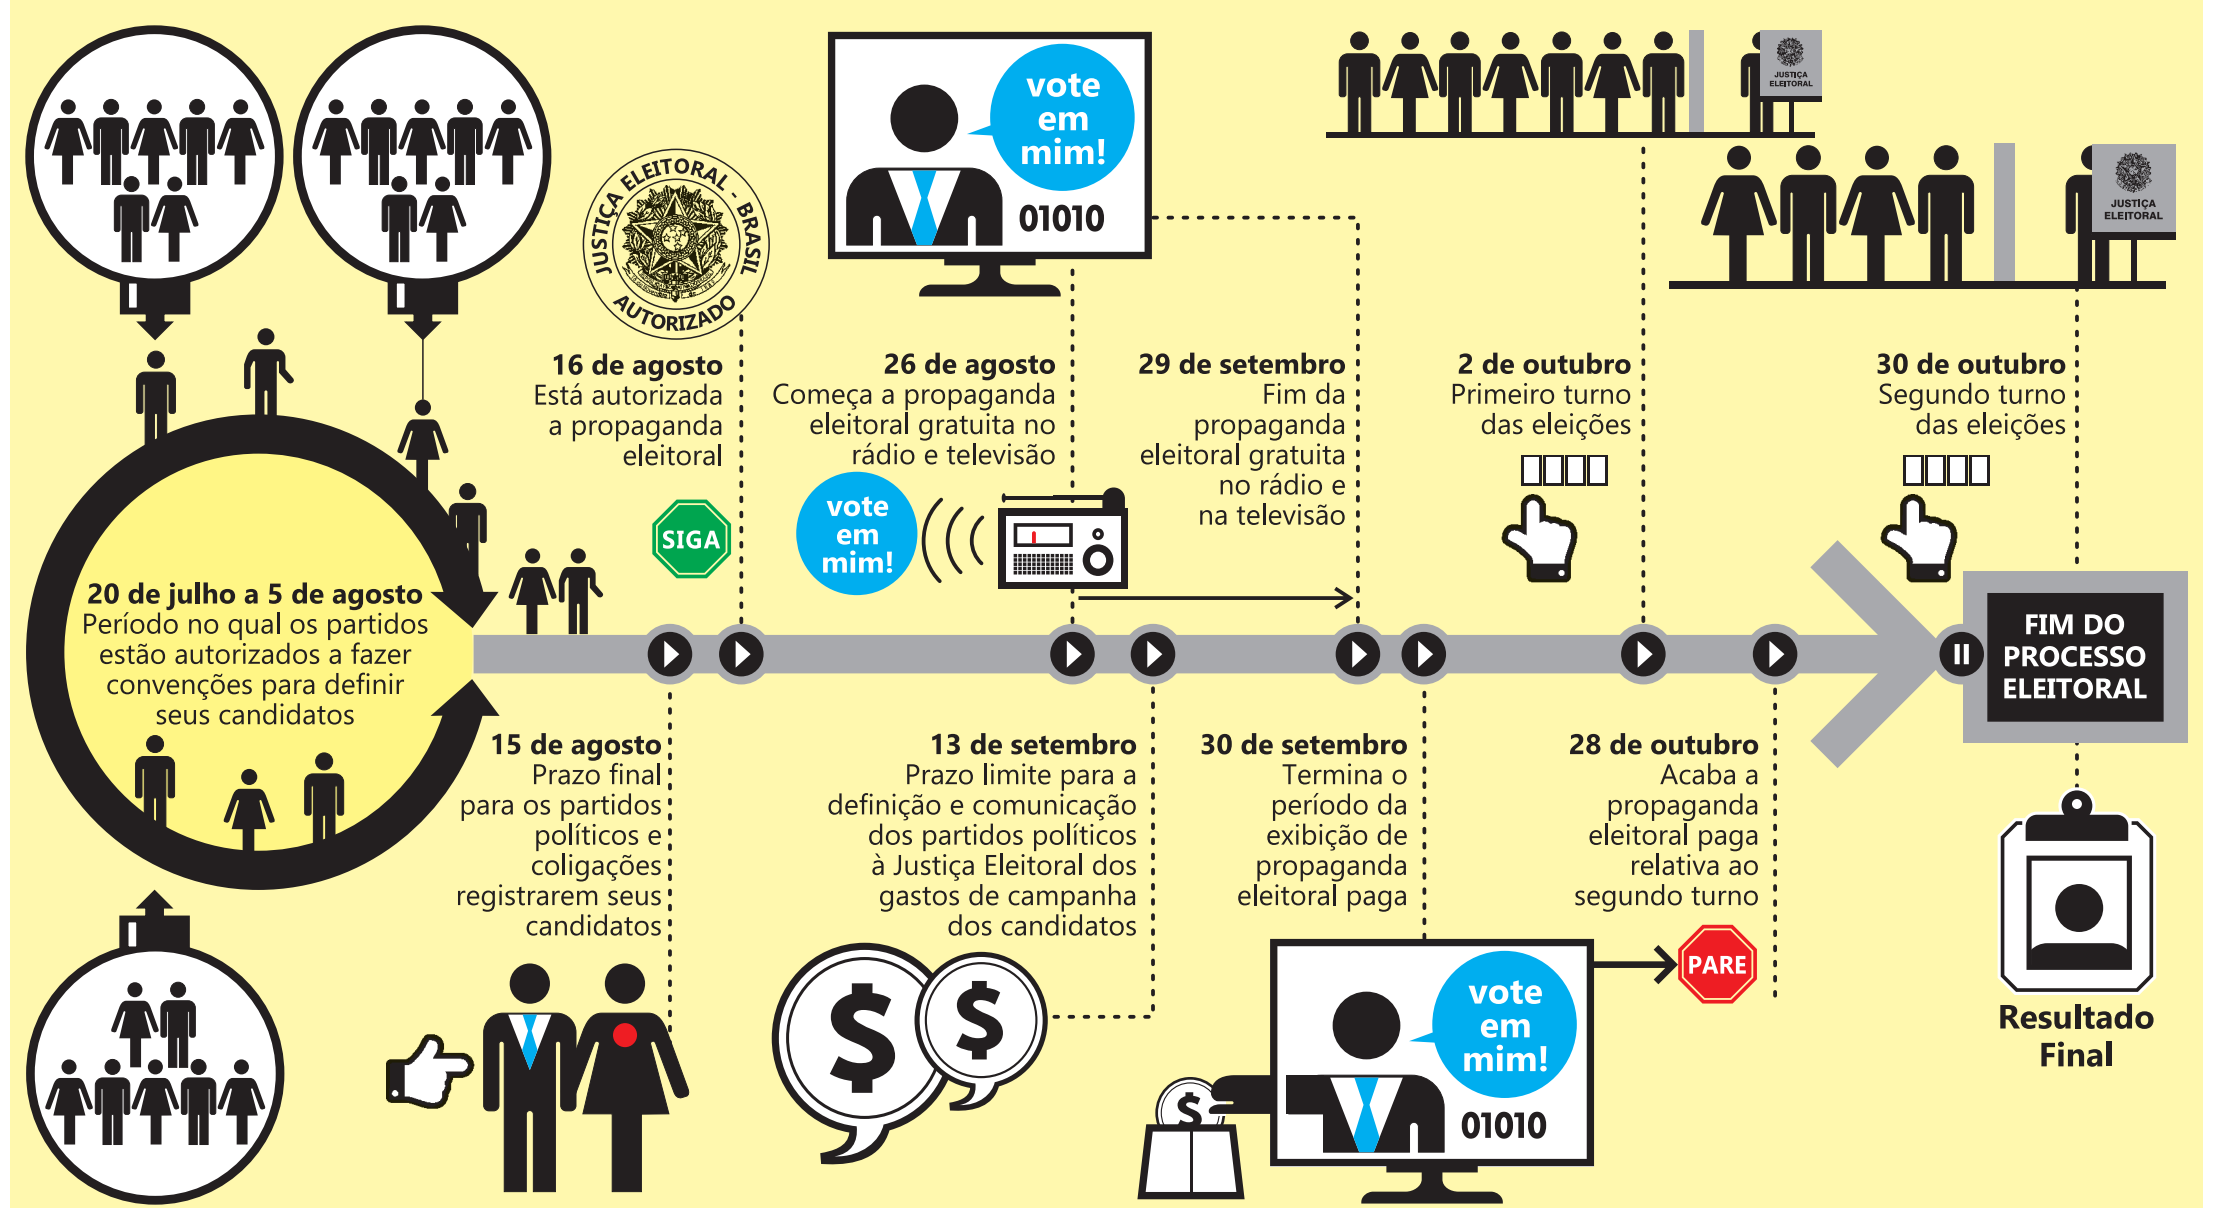 20 de julho a 5 de agosto
Período no qual os partidos
estão autorizados a fazer
convenções para definir
seus candidatos
15 de agosto
Prazo final
para os partidos
políticos e
coligações
registrarem seus
candidatos
JUSTIÇA ELEITORAL - BRASIL
AUTORIZADO
16 de agosto
Está autorizada
a propaganda
eleitoral
SIGA
vote
em
mim!
01010
26 de agosto
Começa a propaganda
eleitoral gratuita no
rádio e televisão
vote
em
mim!
13 de setembro
Prazo limite para a
definição e comunicação
dos partidos políticos
à Justiça Eleitoral dos
gastos de campanha
dos candidatos
$
$
29 de setembro
Fim da
propaganda
eleitoral gratuita
no rádio e
na televisão
30 de setembro
Termina o
período da
exibição de
propaganda
eleitoral paga
vote
em
mim!
01010
$
JUSTIÇA
ELEITORAL
2 de outubro
Primeiro turno
das eleições
28 de outubro
Acaba a
propaganda
eleitoral paga
relativa ao
segundo turno
PARE
JUSTIÇA
ELEITORAL
30 de outubro
Segundo turno
das eleições
FIM DO
PROCESSO
ELEITORAL
Resultado
Final